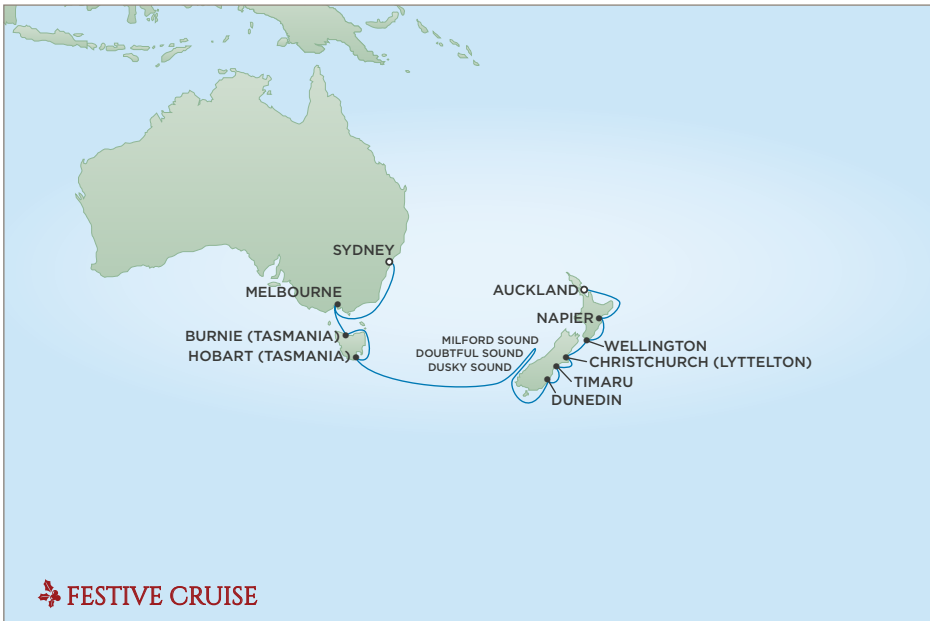 SYDNEY
MELBOURNE
AUCKLAND
NAPIER
BURNIE (TASMANIA)
MILFORD SOUND
WELLINGTON
HOBART (TASMANIA)
DOUBTFUL SOUND
CHRISTCHURCH (LYTTELTON)
DUSKY SOUND
TIMARU
DUNEDIN
FESTIVE CRUISE